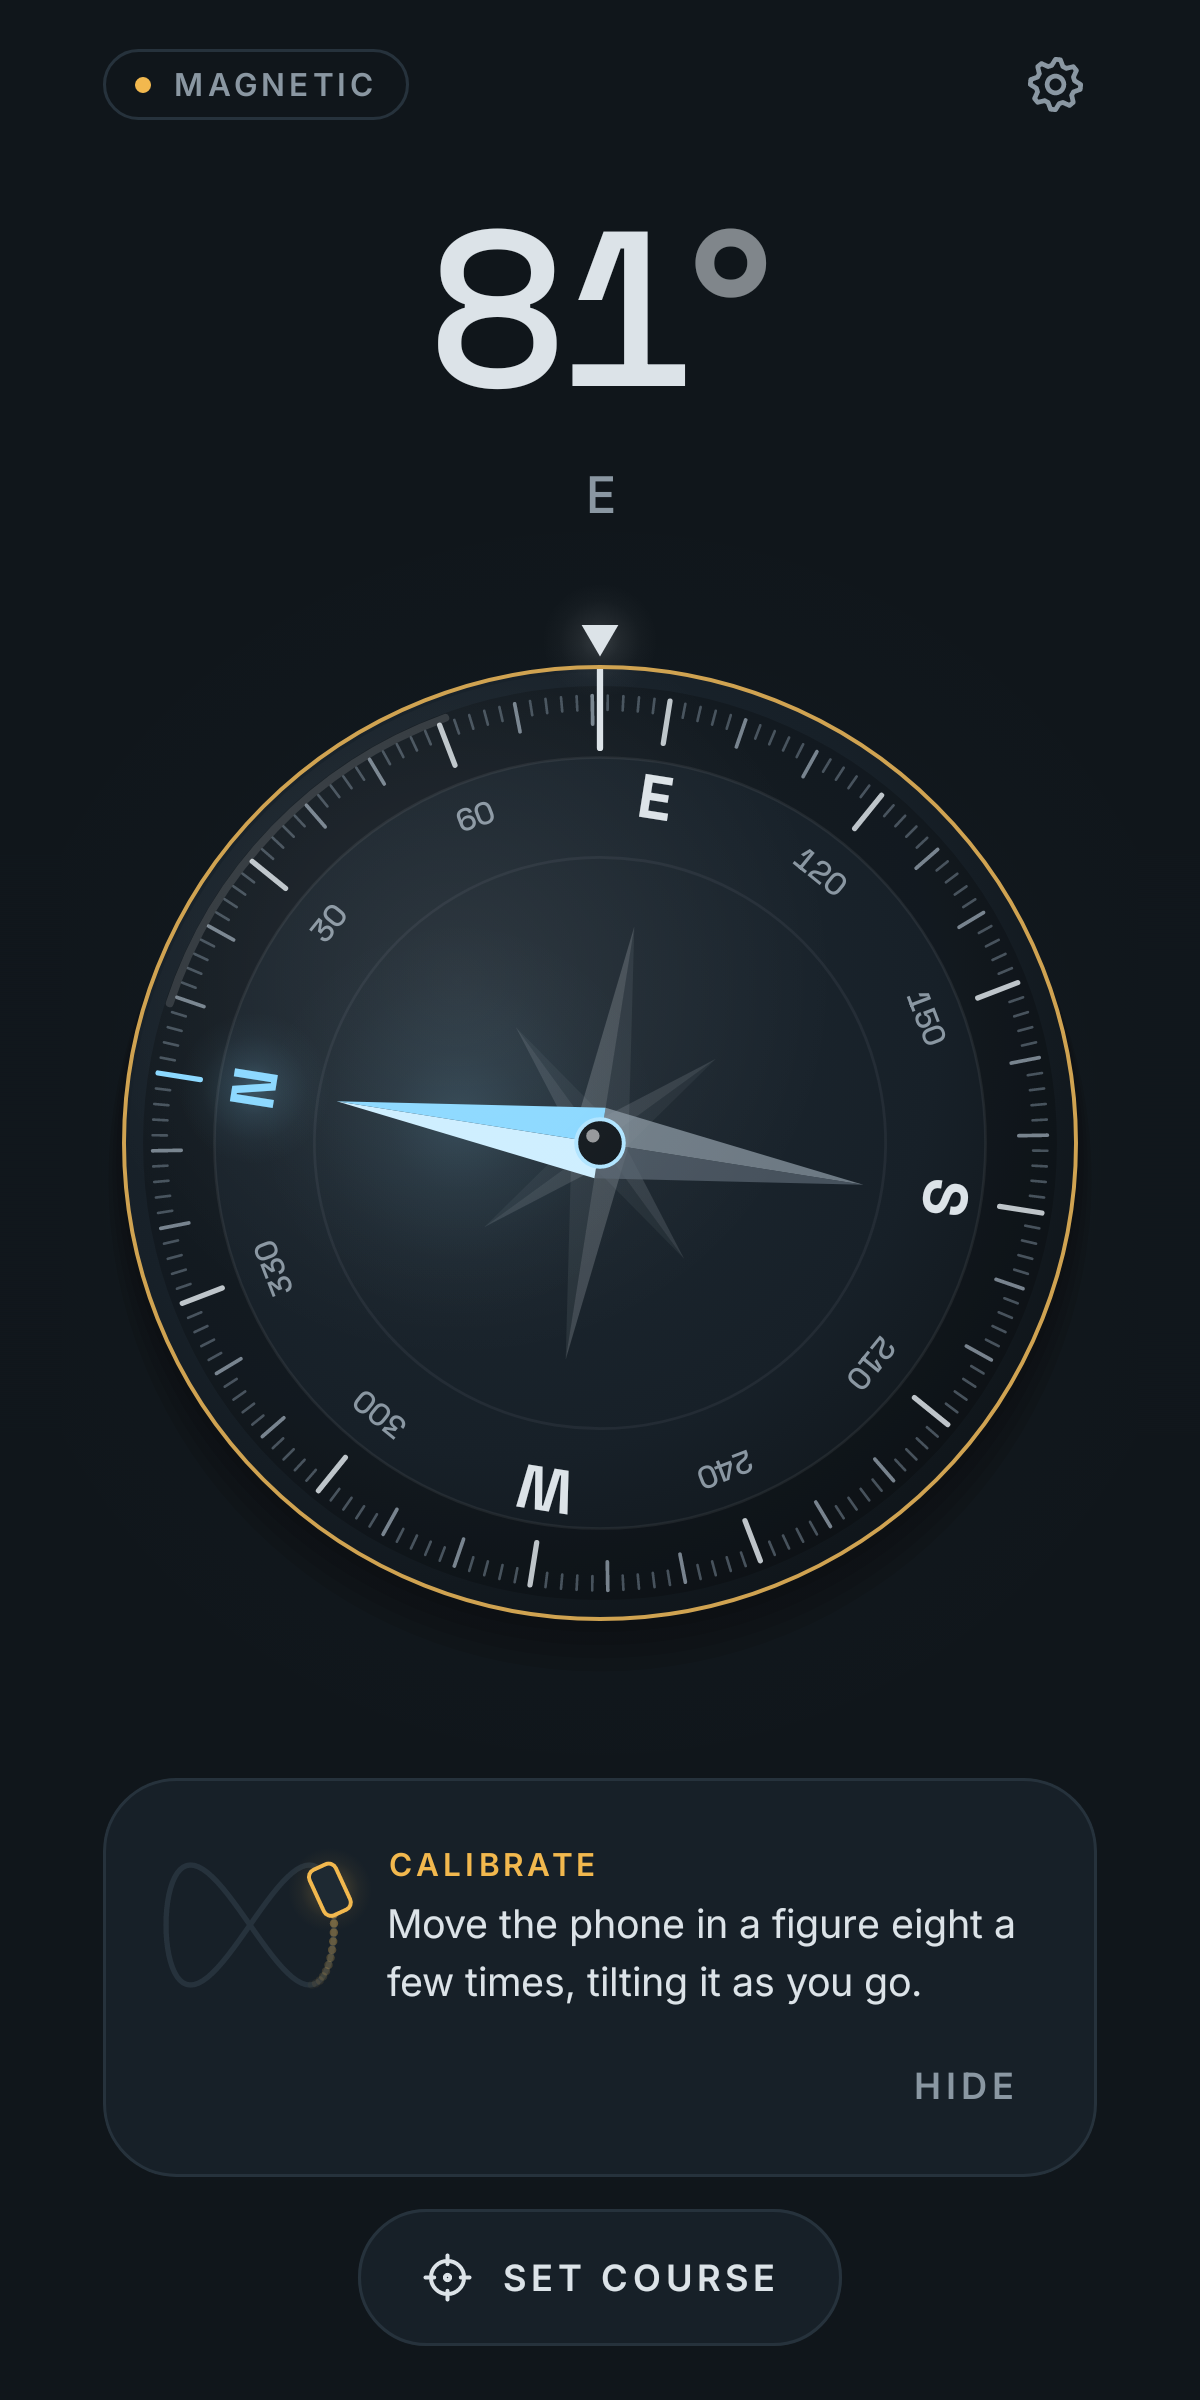 MAGNETIC
81°
E
60
E
120
30
150
N
S
330
210
300
240
W
CALIBRATE
Move the phone in a figure eight a
few times, tilting it as you go.
HIDE
SET COURSE